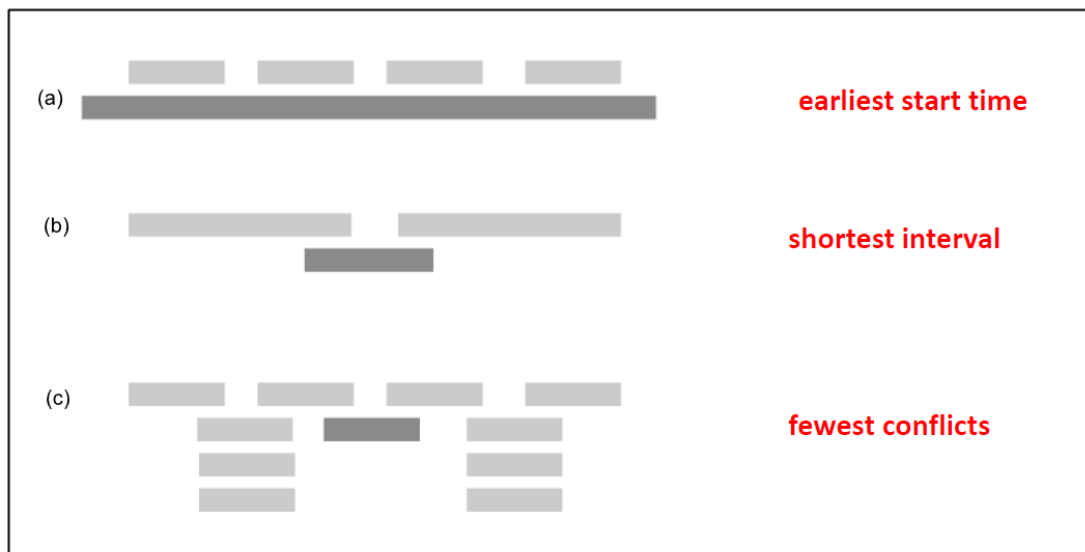 (a)
earliest start time
(b)
shortest interval
(c)
fewest conflicts